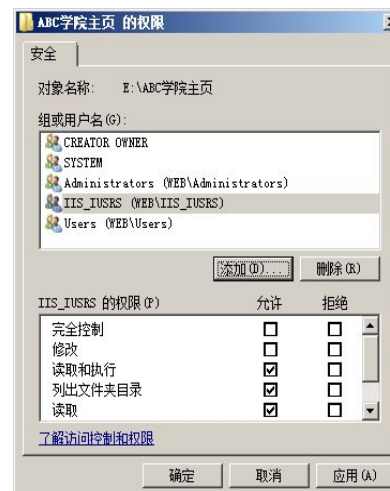 ABC学院主页 的权限
安全
对象名称: E:\ABC学院主页
组或用户名(G):
CREATOR OWNER
SYSTEM
Administrators (WEB\Administrators)
IIS_IUSRS (WEB\IIS_IUSRS)
Users (WEB\Users)
添加(D)... 删除(R)
IIS_IUSRS 的权限(P) 允许 拒绝
完全控制
修改
读取和执行
列出文件夹目录
读取
了解访问控制和权限
确定 取消 应用(A)